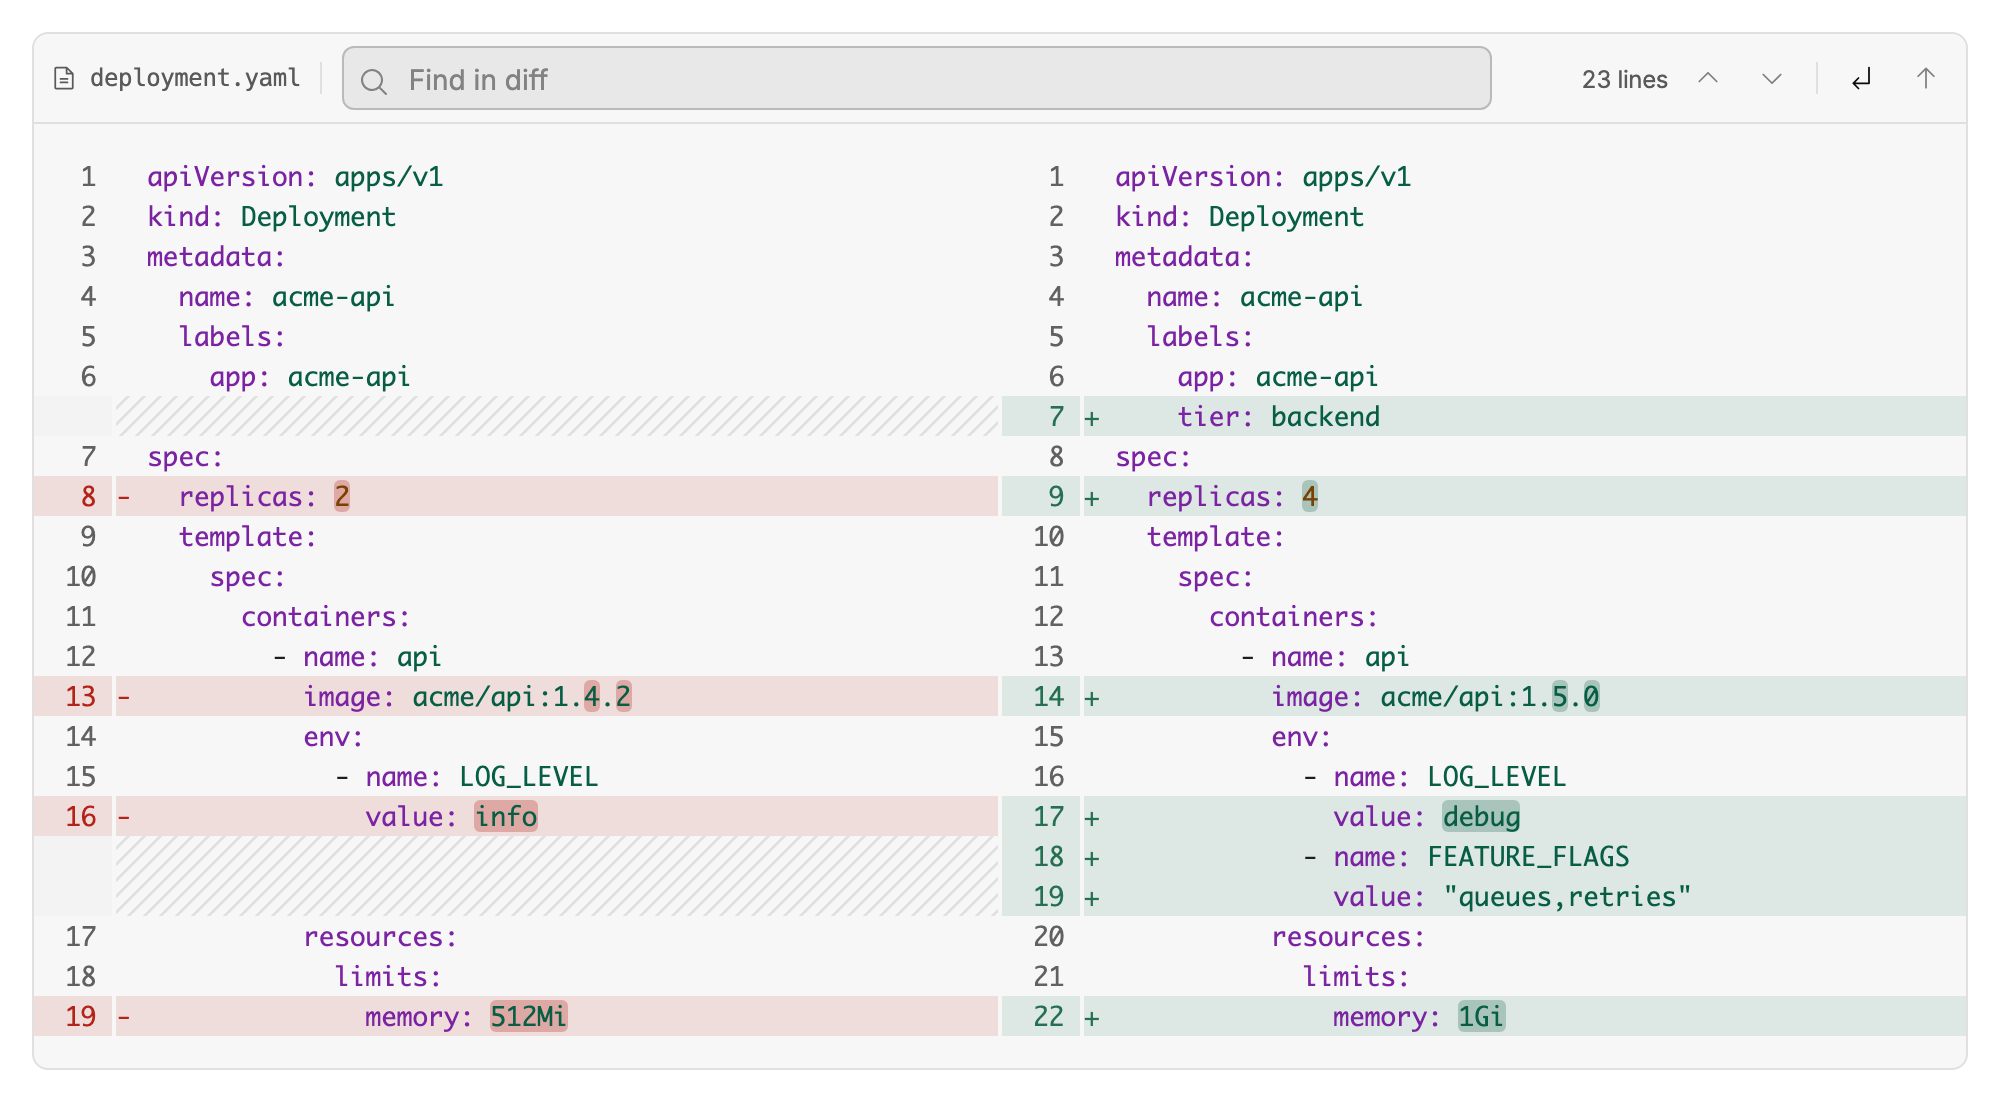 deployment.yaml
Find in diff
23 lines
1 apiVersion: apps/v1
2 kind: Deployment
3 metadata:
4   name: acme-api
5   labels:
6     app: acme-api
7 spec:
8 -   replicas: 2
9   template:
10     spec:
11       containers:
12         - name: api
13 -           image: acme/api:1.4.2
14           env:
15             - name: LOG_LEVEL
16 -               value: info
17           resources:
18             limits:
19 -               memory: 512Mi
1 apiVersion: apps/v1
2 kind: Deployment
3 metadata:
4   name: acme-api
5   labels:
6     app: acme-api
7 +     tier: backend
8 spec:
9 +   replicas: 4
10   template:
11     spec:
12       containers:
13         - name: api
14 +           image: acme/api:1.5.0
15           env:
16             - name: LOG_LEVEL
17 +               value: debug
18 +             - name: FEATURE_FLAGS
19 +               value: "queues,retries"
20           resources:
21             limits:
22 +               memory: 1Gi